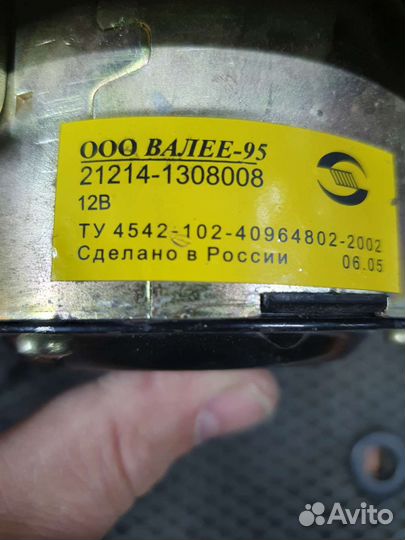 ООО ВАЛЕЕ-95
21214-1308008
12В
ТУ 4542-102-40964802-2002
Сделано в России 06.05
Avito